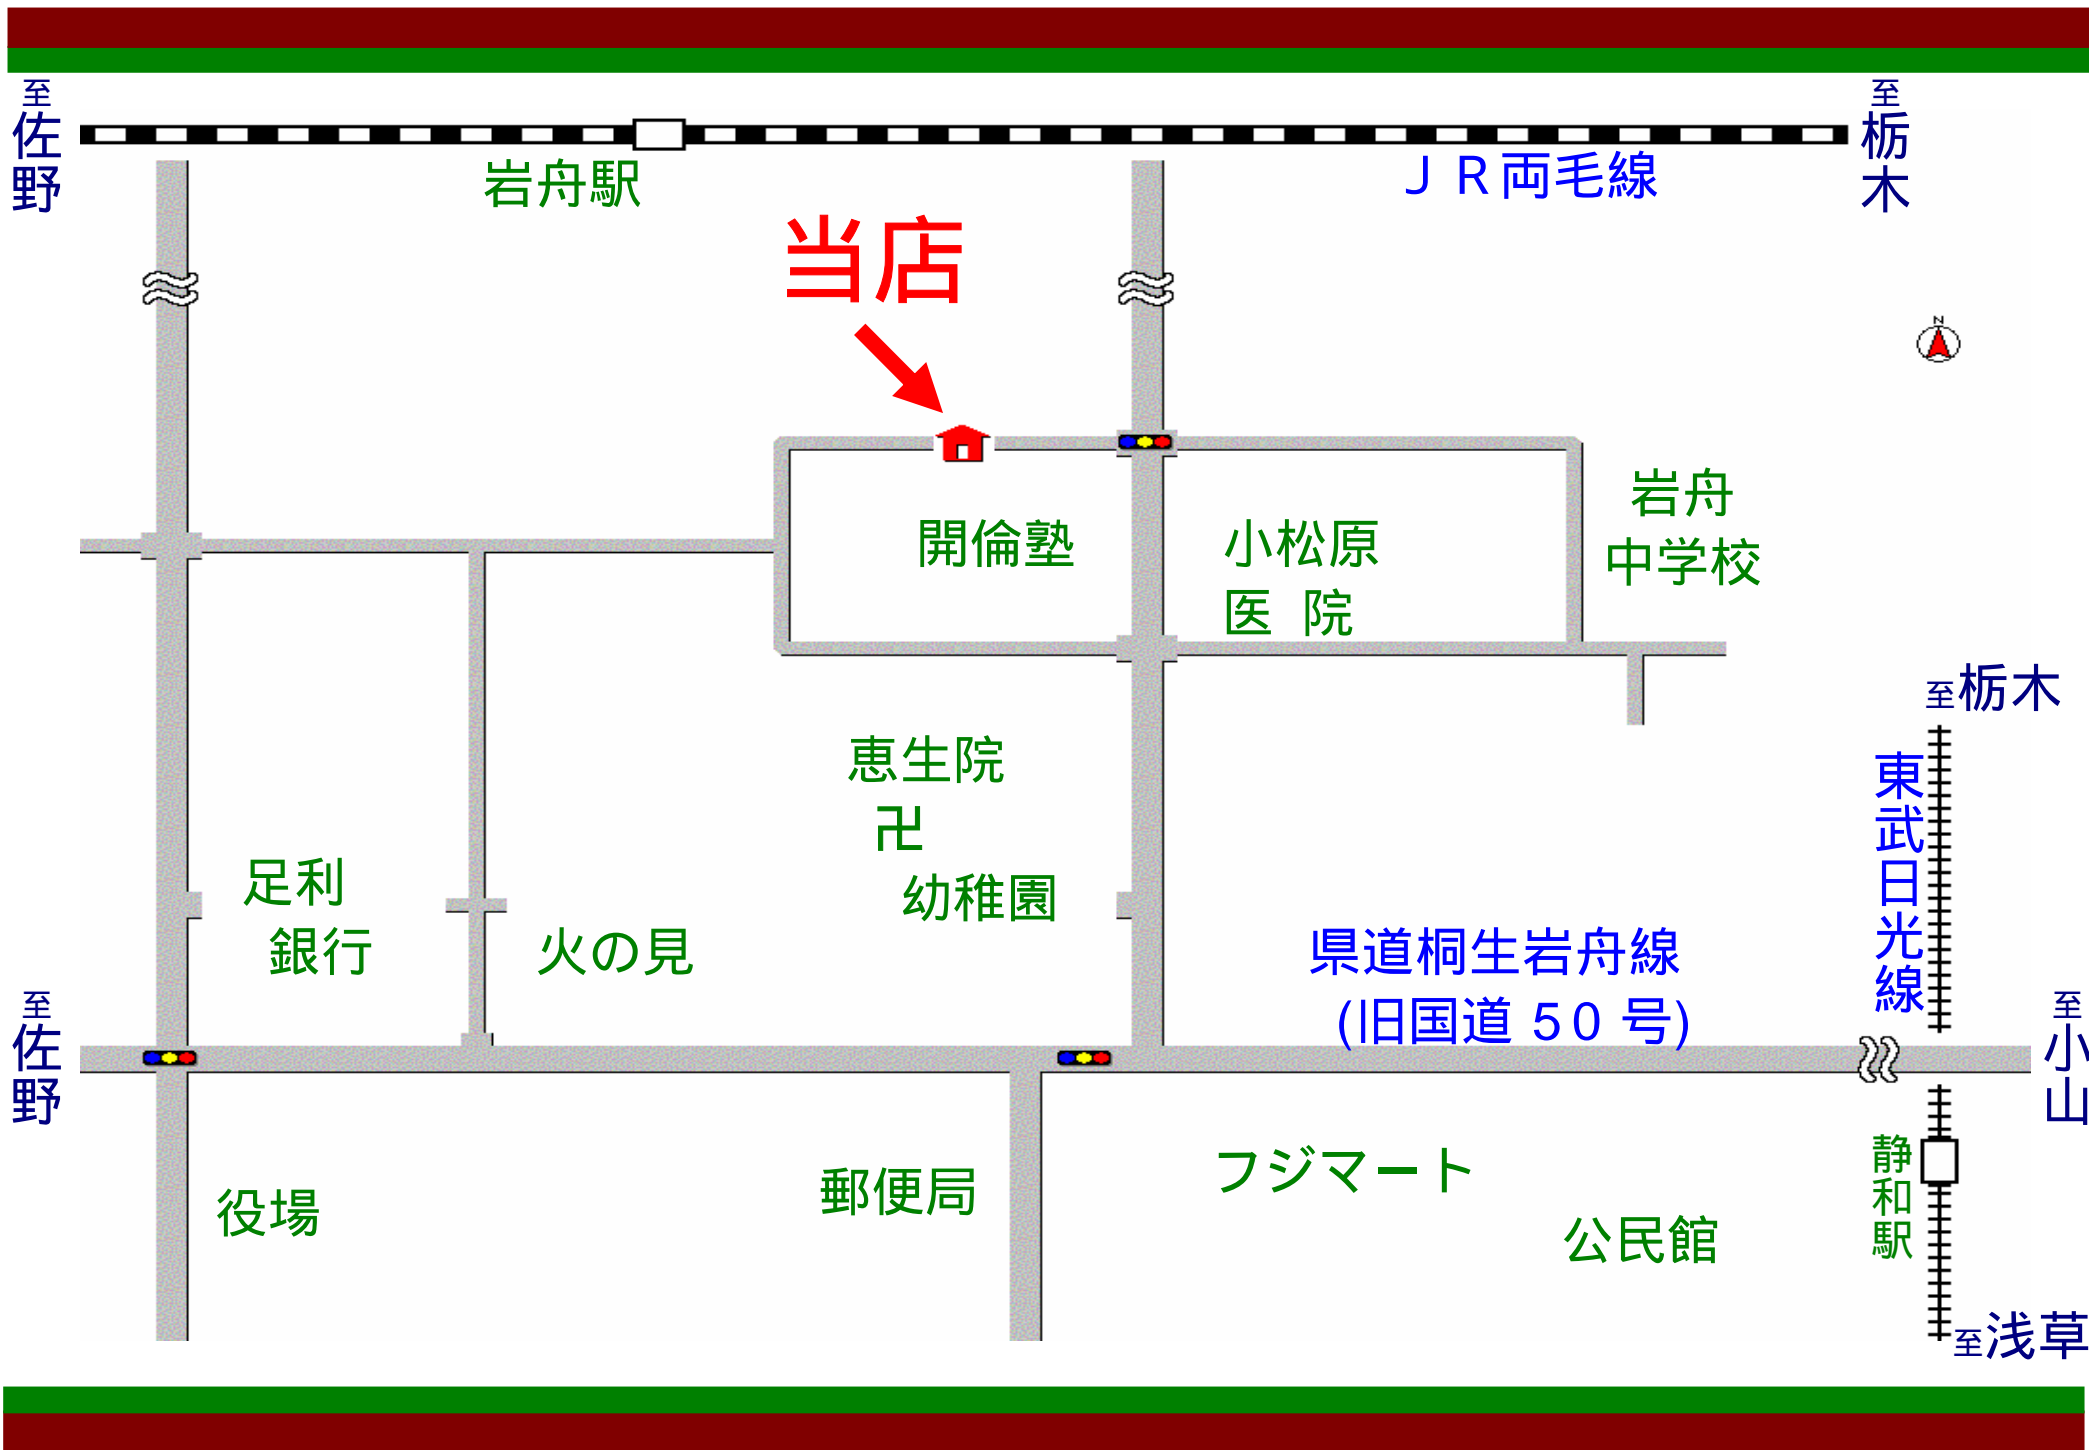 至佐野
至栃木
岩舟駅
ＪＲ両毛線
当店
N
岩舟
中学校
開倫塾
小松原
医 院
至栃木
東武日光線
恵生院
卍
幼稚園
足利
銀行
火の見
県道桐生岩舟線
(旧国道 50 号)
至佐野
至小山
フジマート
静和駅
郵便局
役場
公民館
至浅草